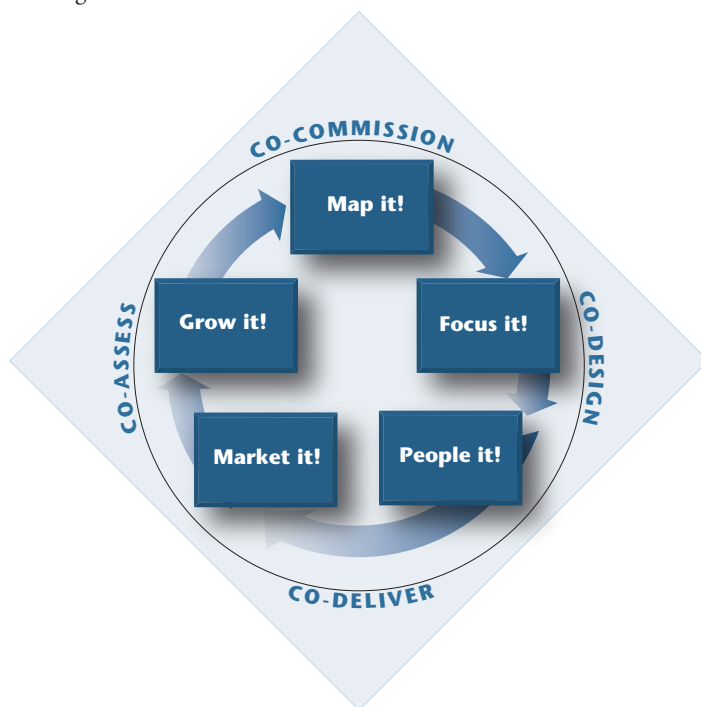 CO-COMMISSION
Map it!
Grow it!
Focus it!
CO-ASSESS
CO-DESIGN
Market it!
People it!
CO-DELIVER